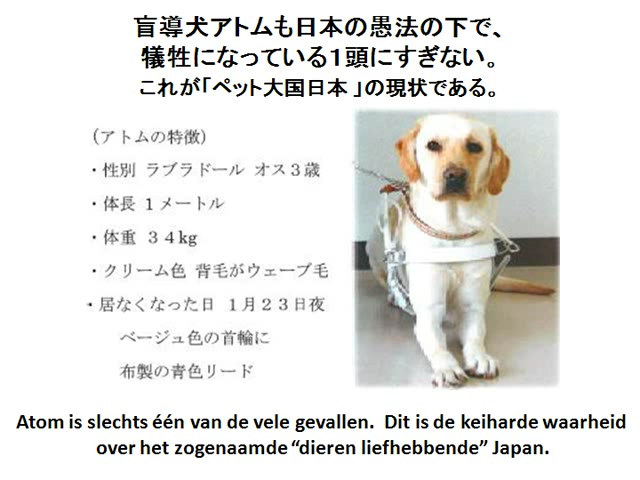 盲導犬アトムも日本の愚法の下で、
犠牲になっている１頭にすぎない。
これが「ペット大国日本 」の現状である。
(アトムの特徴)
・性別 ラブラドール オス３歳
・体長 1 メートル
・体重 ３４kg
・クリーム色 背毛がウェーブ毛
・居なくなった日 １月２３日夜
ベージュ色の首輪に
布製の青色リード
Atom is slechts één van de vele gevallen. Dit is de keiharde waarheid
over het zogenaamde “dieren liefhebbende” Japan.